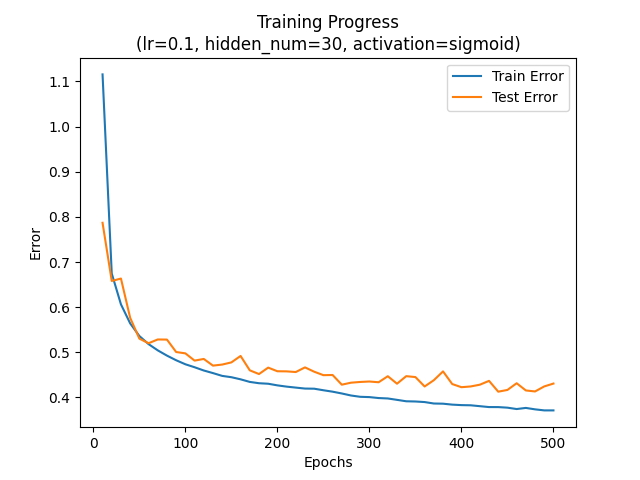 Training Progress
(lr=0.1, hidden_num=30, activation=sigmoid)
Train Error
Test Error
1.1
1.0
0.9
0.8
0.7
0.6
0.5
0.4
Error
0
100
200
300
400
500
Epochs